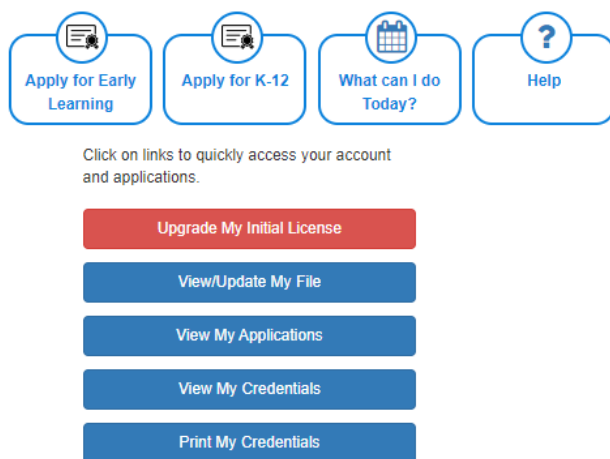 Apply for Early
Learning
Apply for K-12
What can I do
Today?
?
Help
Click on links to quickly access your account
and applications.
Upgrade My Initial License
View/Update My File
View My Applications
View My Credentials
Print My Credentials